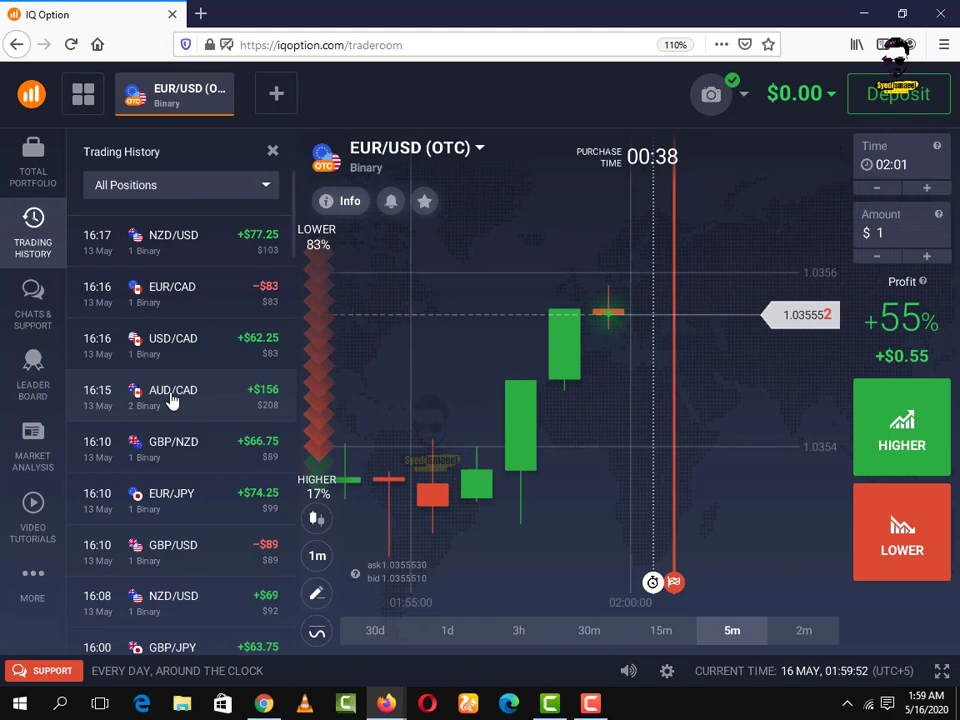 IQ Option
https://iqoption.com/traderoom
110%
EUR/USD (O...
Binary
OTC
$0.00
Deposit
TOTAL PORTFOLIO
TRADING HISTORY
CHATS & SUPPORT
LEADER BOARD
MARKET ANALYSIS
VIDEO TUTORIALS
MORE
Trading History
All Positions
16:17 NZD/USD +$77.25
13 May 1 Binary $103
16:16 EUR/CAD −$83
13 May 1 Binary $83
16:16 USD/CAD +$62.25
13 May 1 Binary $83
16:15 AUD/CAD +$156
13 May 2 Binary $208
16:10 GBP/NZD +$66.75
13 May 1 Binary $89
16:10 EUR/JPY +$74.25
13 May 1 Binary $99
16:10 GBP/USD −$89
13 May 1 Binary $89
16:08 NZD/USD +$69
13 May 1 Binary $92
16:00 GBP/JPY +$63.75
EUR/USD (OTC)
Binary
OTC
Info
PURCHASE TIME 00:38
LOWER
83%
HIGHER
17%
1.0356
1.035552
1.0354
1m
ask 1.0355530
bid 1.0355510
01:55:00
02:00:00
30d 1d 3h 30m 15m 5m 2m
Time
02:01
Amount
$ 1
Profit
+55%
+$0.55
HIGHER
LOWER
SUPPORT
EVERY DAY, AROUND THE CLOCK
CURRENT TIME: 16 MAY, 01:59:52 (UTC+5)
1:59 AM
5/16/2020